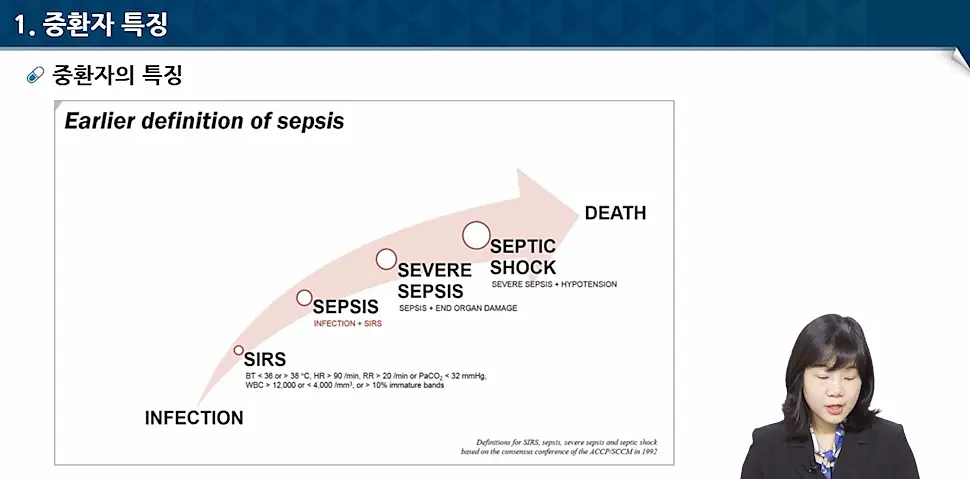 1. 중환자 특징
중환자의 특징
Earlier definition of sepsis
DEATH
SEPTIC
SHOCK
SEVERE SEPSIS + HYPOTENSION
SEVERE
SEPSIS
SEPSIS + END ORGAN DAMAGE
SEPSIS
INFECTION + SIRS
SIRS
BT < 36 or > 38 °C, HR > 90 /min, RR > 20 /min or PaCO₂ < 32 mmHg,
WBC > 12,000 or < 4,000 /mm³, or > 10% immature bands
INFECTION
Definitions for SIRS, sepsis, severe sepsis and septic shock
based on the consensus conference of the ACCP/SCCM in 1992